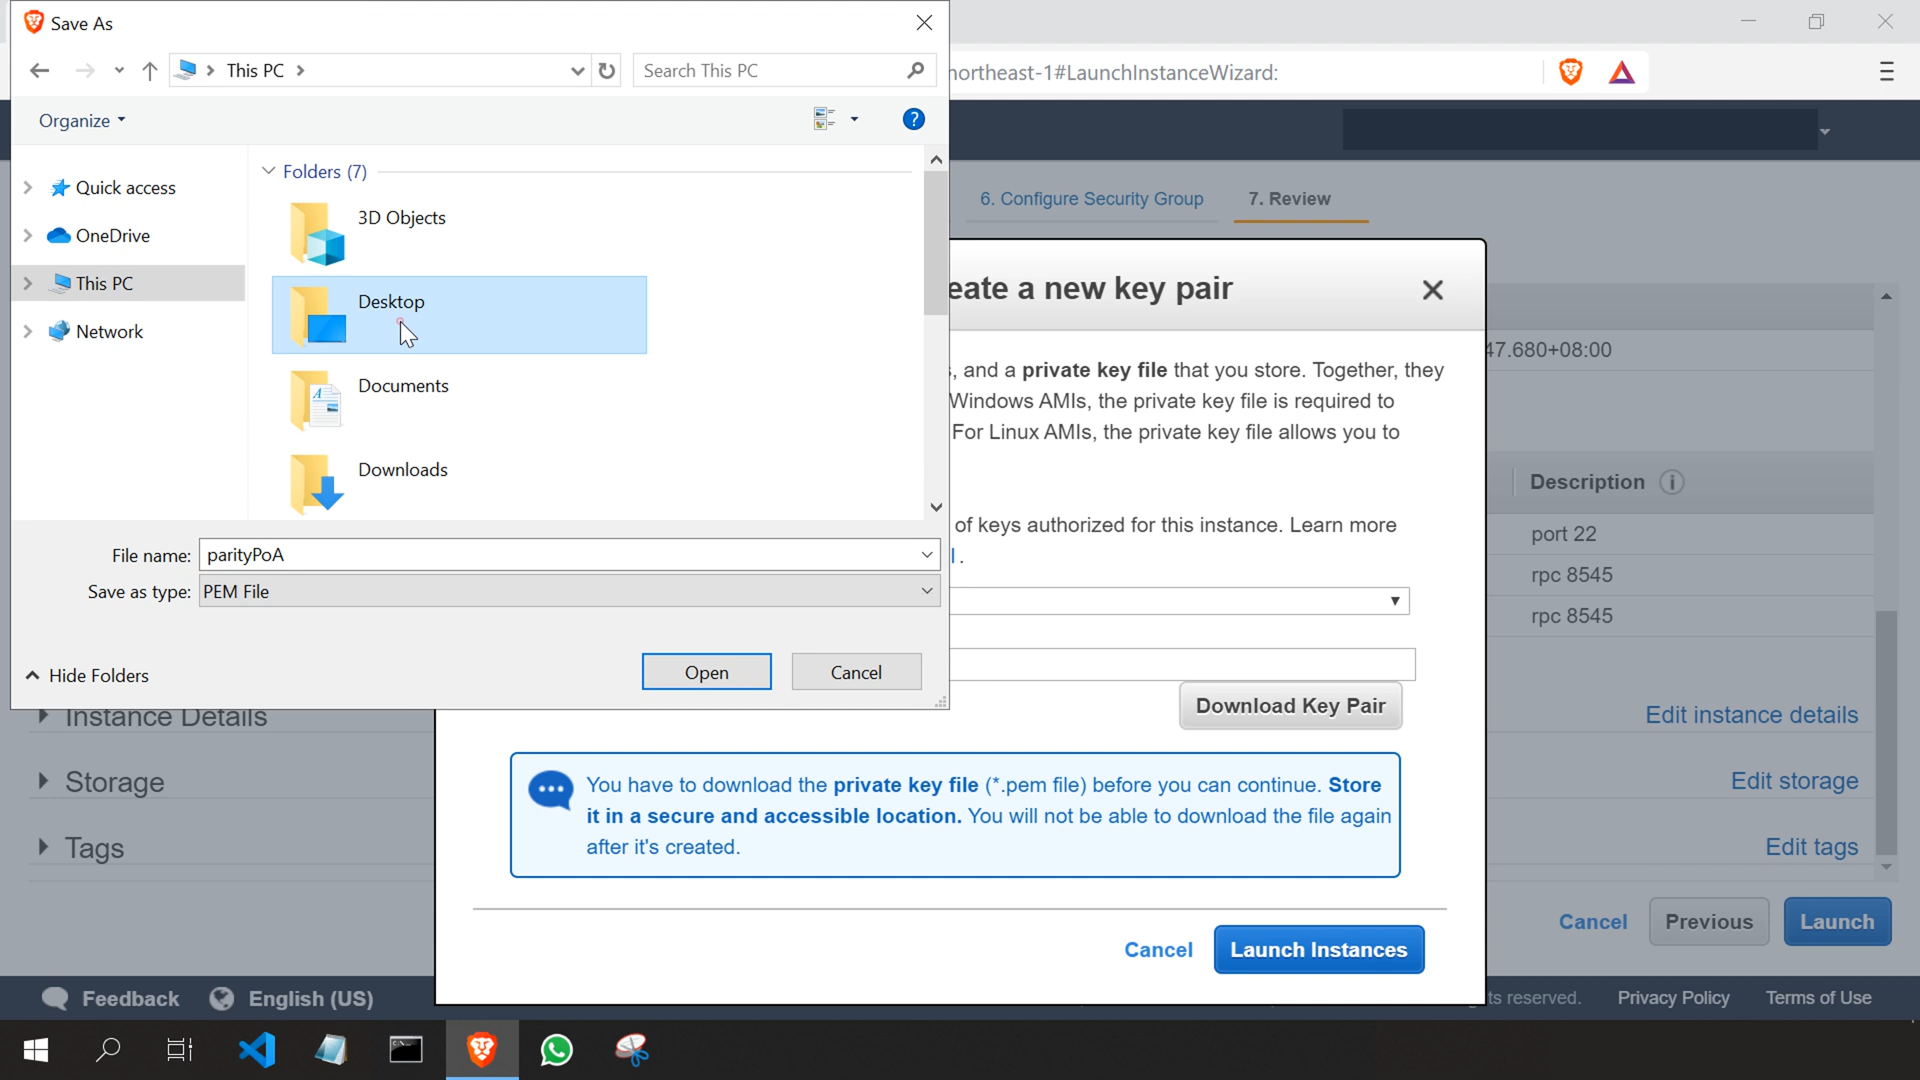 Save As
This PC
Search This PC
northeast-1#LaunchInstanceWizard:
Organize
?
Quick access
OneDrive
This PC
Network
Folders (7)
3D Objects
Desktop
Documents
Downloads
File name: parityPoA
Save as type: PEM File
Hide Folders
Open
Cancel
6. Configure Security Group
7. Review
eate a new key pair
47.680+08:00
, and a private key file that you store. Together, they
Windows AMIs, the private key file is required to
For Linux AMIs, the private key file allows you to
of keys authorized for this instance. Learn more
.
Description
port 22
rpc 8545
rpc 8545
Download Key Pair
Instance Details
Edit instance details
Storage
Edit storage
Tags
Edit tags
You have to download the private key file (*.pem file) before you can continue. Store
it in a secure and accessible location. You will not be able to download the file again
after it's created.
Cancel
Launch Instances
Cancel
Previous
Launch
Feedback
English (US)
ts reserved.
Privacy Policy
Terms of Use